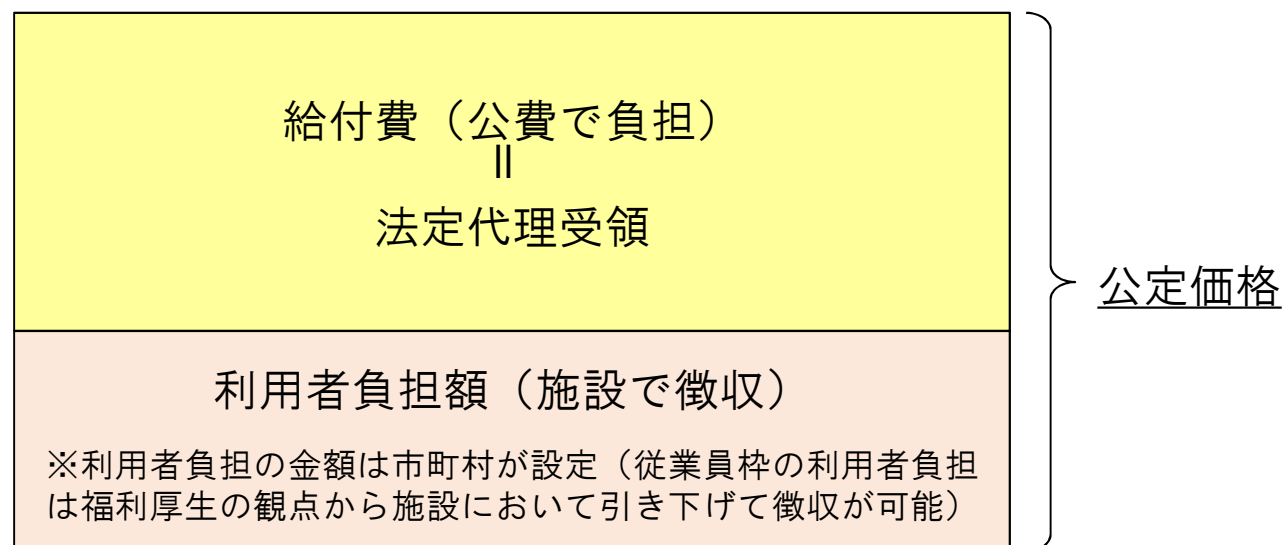 給付費（公費で負担）
＝
法定代理受領
公定価格
利用者負担額（施設で徴収）
※利用者負担の金額は市町村が設定（従業員枠の利用者負担
は福利厚生の観点から施設において引き下げて徴収が可能）